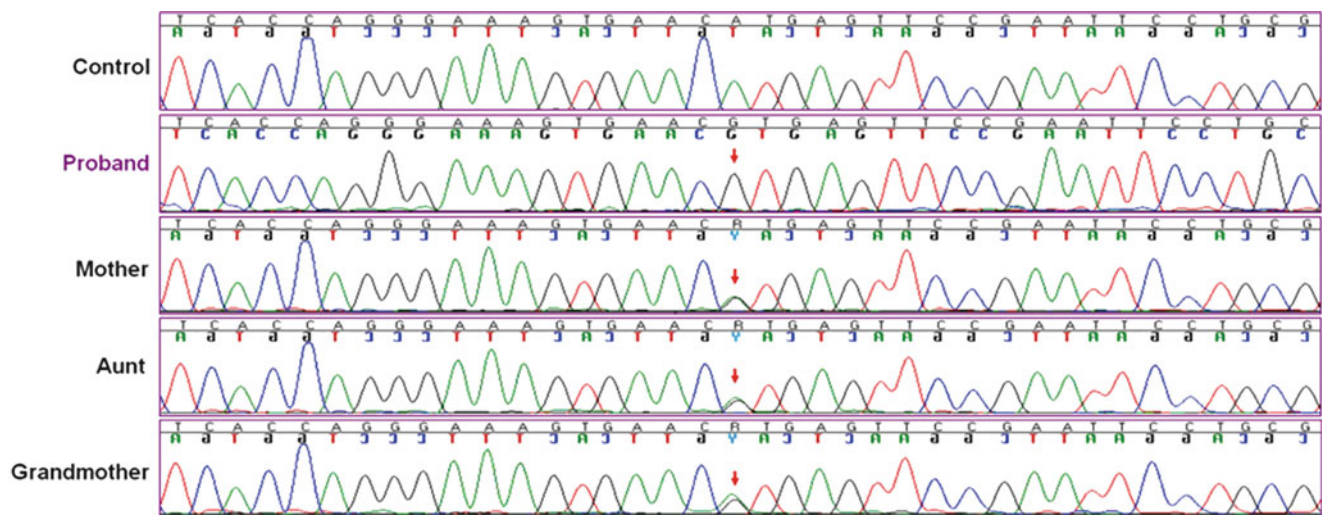 T C A C C A G G G A A A G T G A A C A T G A G T T C C G A A T T C C T G C G
A G T G G T C C C T T T C A C T T G T A C T C A A G G C T T A A G G A C G C
Control
T C A C C A G G G A A A G T G A A C G T G A G T T C C G A A T T C C T G C
T C A C C A G G G A A A G T G A A C G T G A G T T C C G A A T T C C T G C
Proband
T C A C C A G G G A A A G T G A A C R T G A G T T C C G A A T T C C T G C G
A G T G G T C C C T T T C A C T T G Y A C T C A A G G C T T A A G G A C G C
Mother
T C A C C A G G G A A A G T G A A C R T G A G T T C C G A A T T C C T G C G
A G T G G T C C C T T T C A C T T G Y A C T C A A G G C T T A A G G A C G C
Aunt
T C A C C A G G G A A A G T G A A C R T G A G T T C C G A A T T C C T G C G
A G T G G T C C C T T T C A C T T G Y A C T C A A G G C T T A A G G A C G C
Grandmother